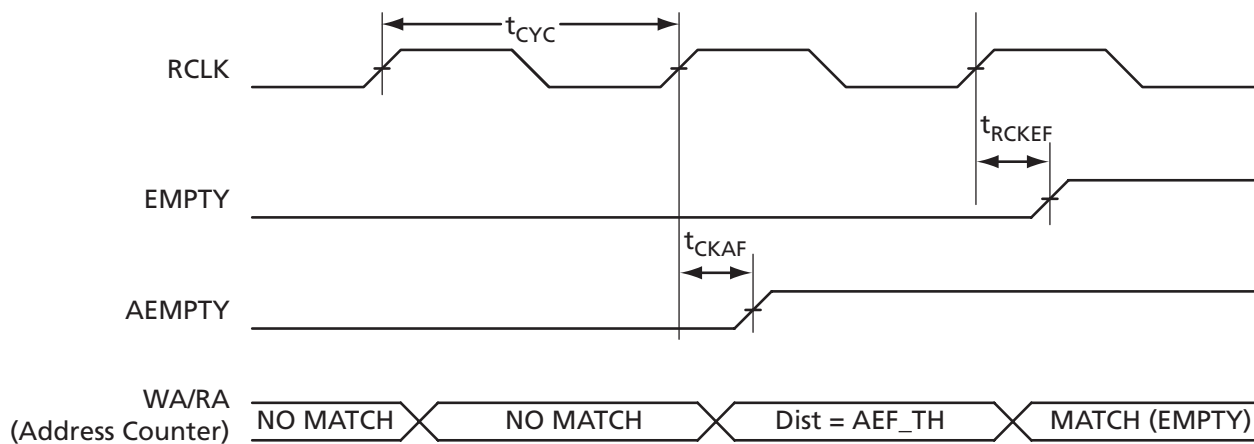 tCYC
RCLK
tRCKEF
EMPTY
tCKAF
AEMPTY
WA/RA
(Address Counter)
NO MATCH
NO MATCH
Dist = AEF_TH
MATCH (EMPTY)